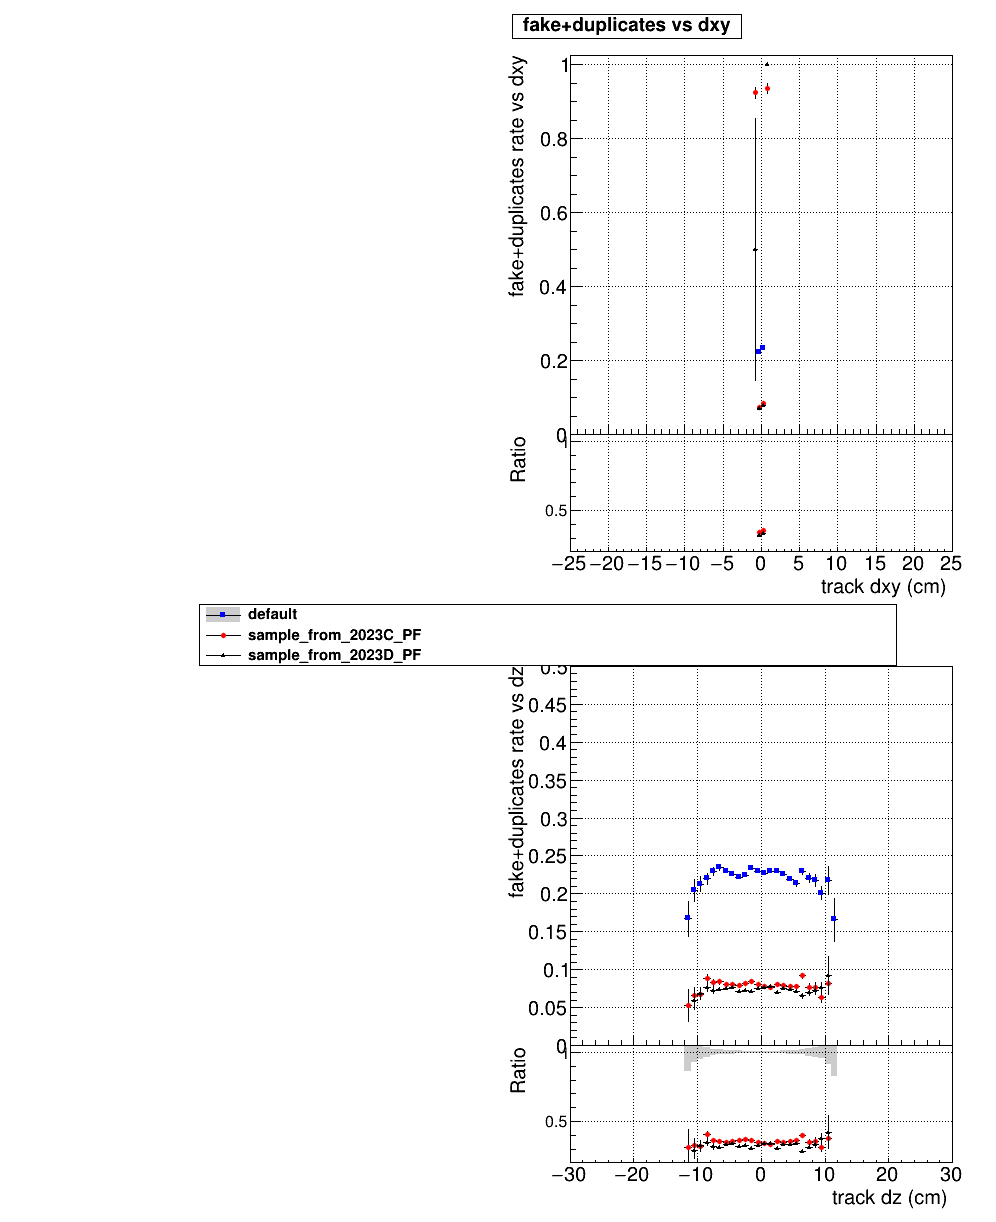 fake+duplicates vs dxy
fake+duplicates rate vs dxy
1
0.8
0.6
0.4
0.2
0
Ratio
1
0.5
−25 −20 −15 −10 −5 0 5 10 15 20 25
track dxy (cm)
default
sample_from_2023C_PF
sample_from_2023D_PF
fake+duplicates rate vs dz
0.5
0.45
0.4
0.35
0.3
0.25
0.2
0.15
0.1
0.05
0
Ratio
1
0.5
−30 −20 −10 0 10 20 30
track dz (cm)